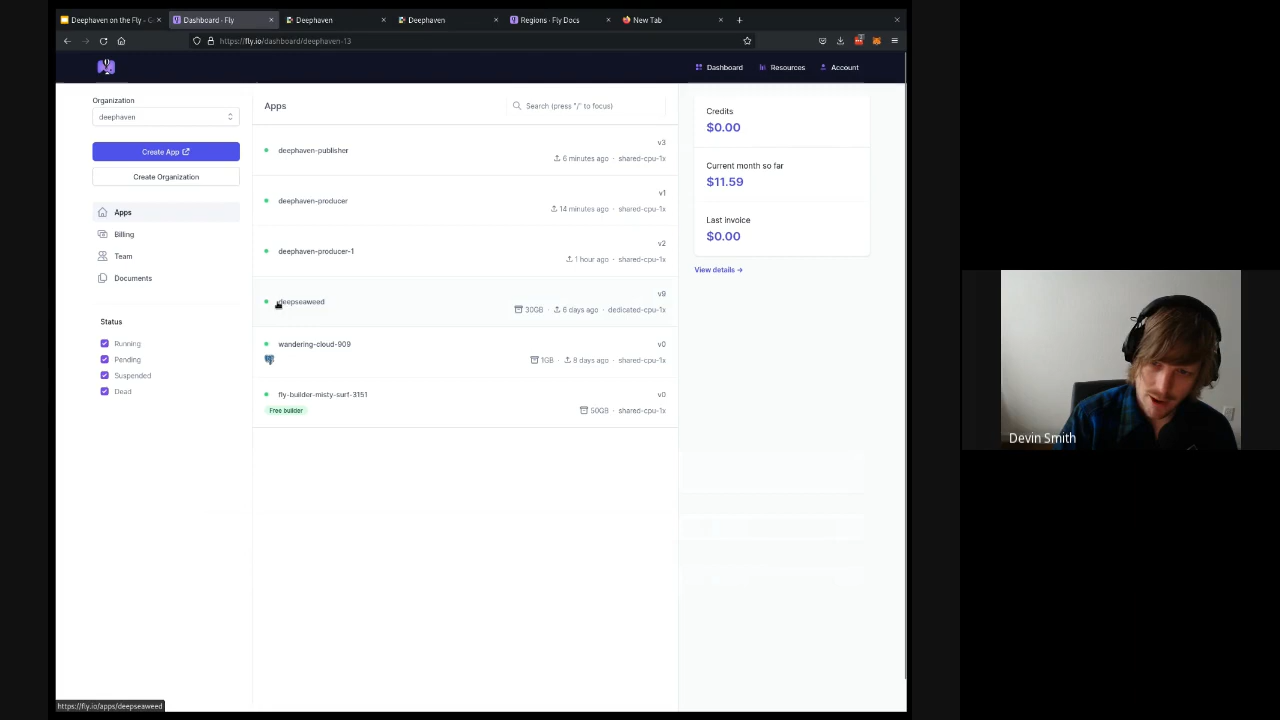 Deephaven on the Fly - G
Dashboard · Fly
Deephaven
Deephaven
Regions · Fly Docs
New Tab
https://fly.io/dashboard/deephaven-13
Dashboard
Resources
Account
Organization
deephaven
Create App
Create Organization
Apps
Billing
Team
Documents
Status
Running
Pending
Suspended
Dead
Apps
Search (press "/" to focus)
deephaven-publisher
v3
6 minutes ago · shared-cpu-1x
deephaven-producer
v1
14 minutes ago · shared-cpu-1x
deephaven-producer-1
v2
1 hour ago · shared-cpu-1x
deepseaweed
v9
30GB · 6 days ago · dedicated-cpu-1x
wandering-cloud-909
v0
1GB · 8 days ago · shared-cpu-1x
fly-builder-misty-surf-3151
v0
Free builder
50GB · shared-cpu-1x
Credits
$0.00
Current month so far
$11.59
Last invoice
$0.00
View details →
https://fly.io/apps/deepseaweed
Devin Smith